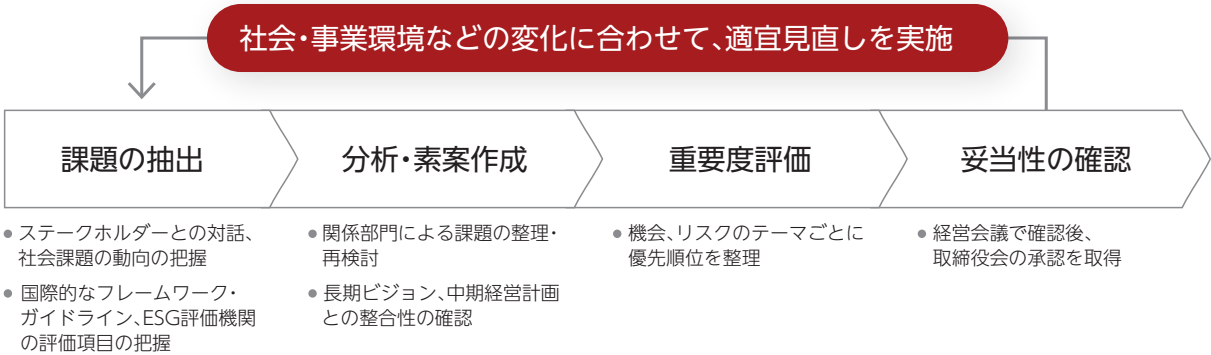 社会・事業環境などの変化に合わせて、適宜見直しを実施
課題の抽出
分析・素案作成
重要度評価
妥当性の確認
● ステークホルダーとの対話、
社会課題の動向の把握
● 国際的なフレームワーク・
ガイドライン、ESG評価機関
の評価項目の把握
● 関係部門による課題の整理・
再検討
● 長期ビジョン、中期経営計画
との整合性の確認
● 機会、リスクのテーマごとに
優先順位を整理
● 経営会議で確認後、
取締役会の承認を取得